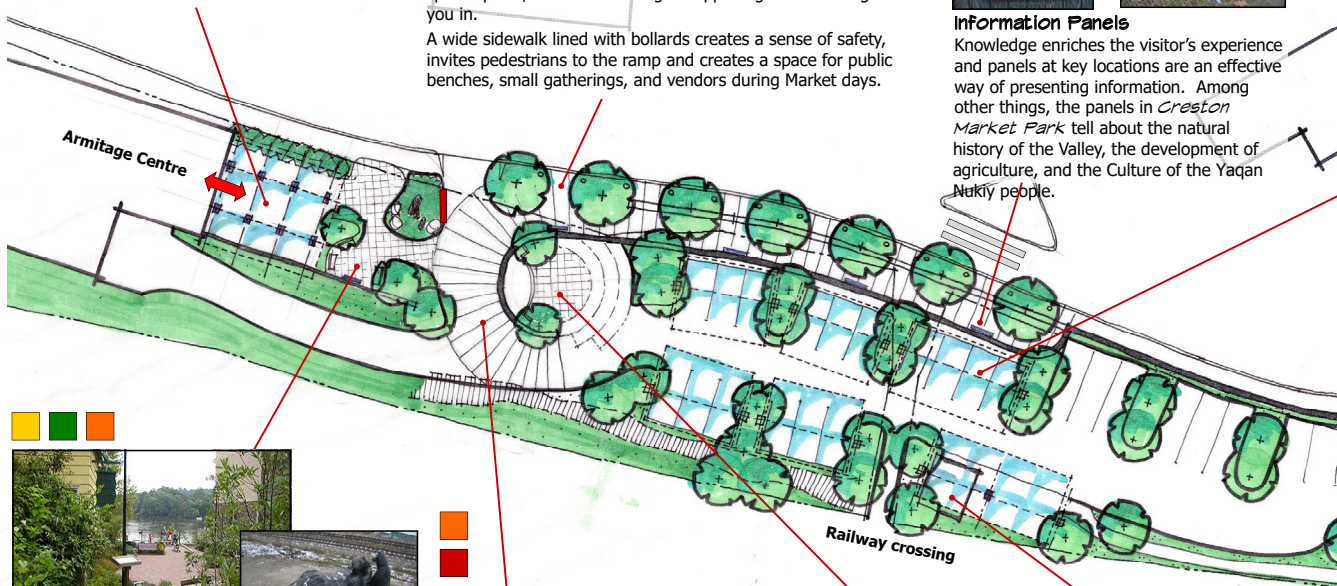 you in.
A wide sidewalk lined with bollards creates a sense of safety,
invites pedestrians to the ramp and creates a space for public
benches, small gatherings, and vendors during Market days.
Information Panels
Knowledge enriches the visitor's experience
and panels at key locations are an effective
way of presenting information. Among
other things, the panels in Creston
Market Park tell about the natural
history of the Valley, the development of
agriculture, and the Culture of the Yaqan
Nukiy people.
Armitage Centre
Railway crossing